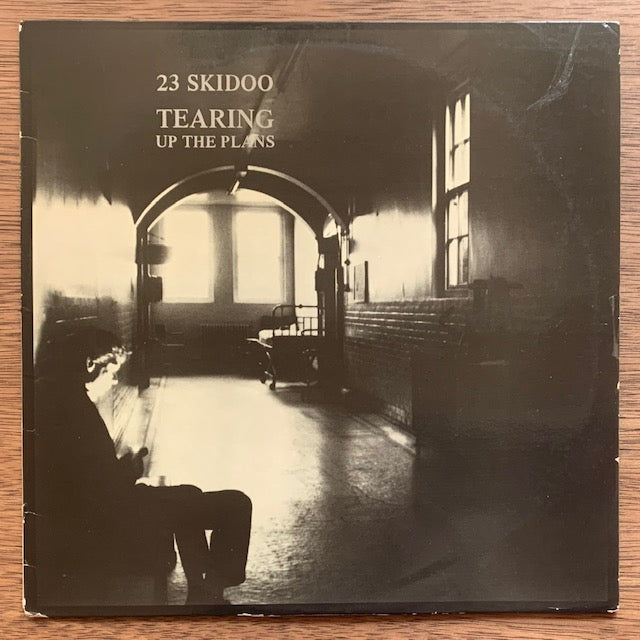 23 SKIDOO
TEARING
UP THE PLANS